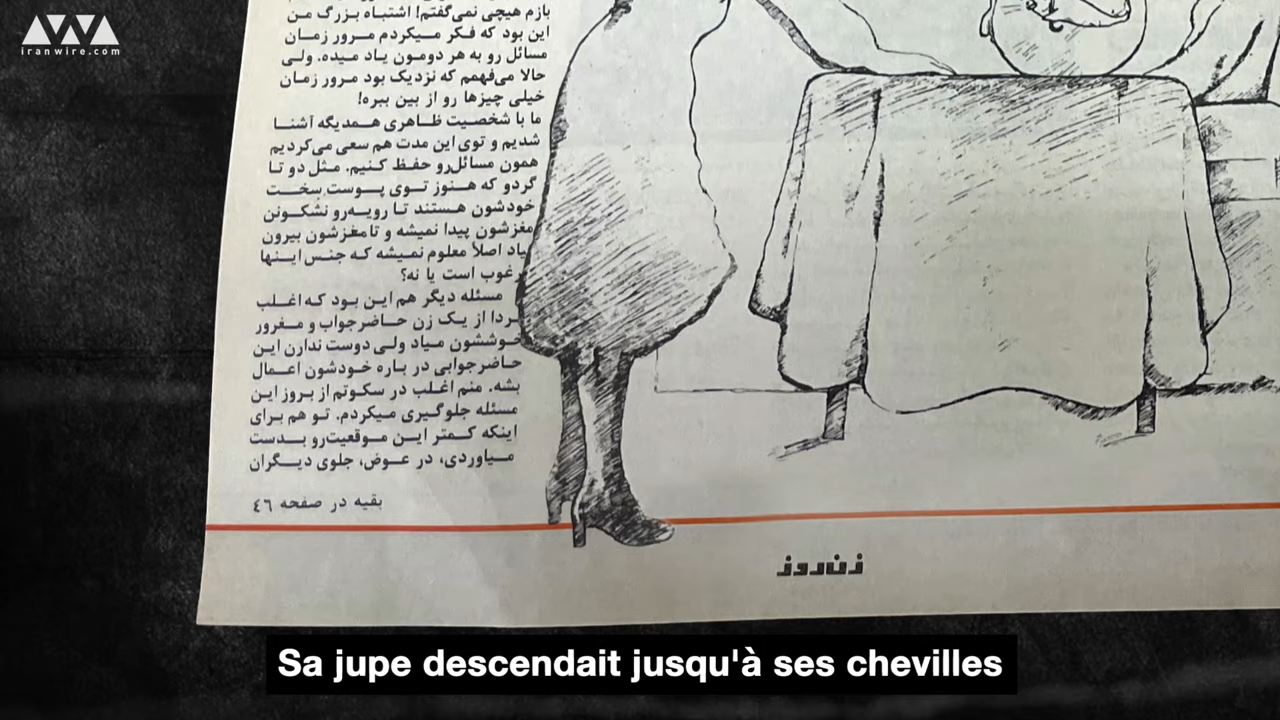 iranwire.com
بازم هیچی نمی‌گفتم! اشتباه بزرگ من
این بود که فکر میکردم مرور زمان
مسائل رو به هر دومون یاد میده. ولی
حالا می‌فهمم که نزدیک بود مرور زمان
خیلی چیزها رو از بین ببره!
ما با شخصیت ظاهری همدیگه آشنا
شدیم و توی این مدت هم سعی می‌کردیم
همون مسائل‌رو حفظ کنیم. مثل دو تا
گردو که هنوز توی پوست سخت
خودشون هستند تا رویه‌رو نشکونن
مغزشون پیدا نمیشه و تا مغزشون بیرون
یاد اصلاً معلوم نمیشه که جنس اینها
مرغوب است یا نه؟
مسئله دیگر هم این بود که اغلب
از یک زن حاضرجواب و مغرور
خوششون میاد ولی دوست ندارن این
حاضرجوابی در باره خودشون اعمال
بشه. منم اغلب در سکوتم از بروز این
مسئله جلوگیری میکردم. تو هم برای
اینکه کمتر این موقعیت‌رو بدست
میاوردی، در عوض، جلوی دیگران
بقیه در صفحه ٤٦
زن‌روز
Sa jupe descendait jusqu'à ses chevilles